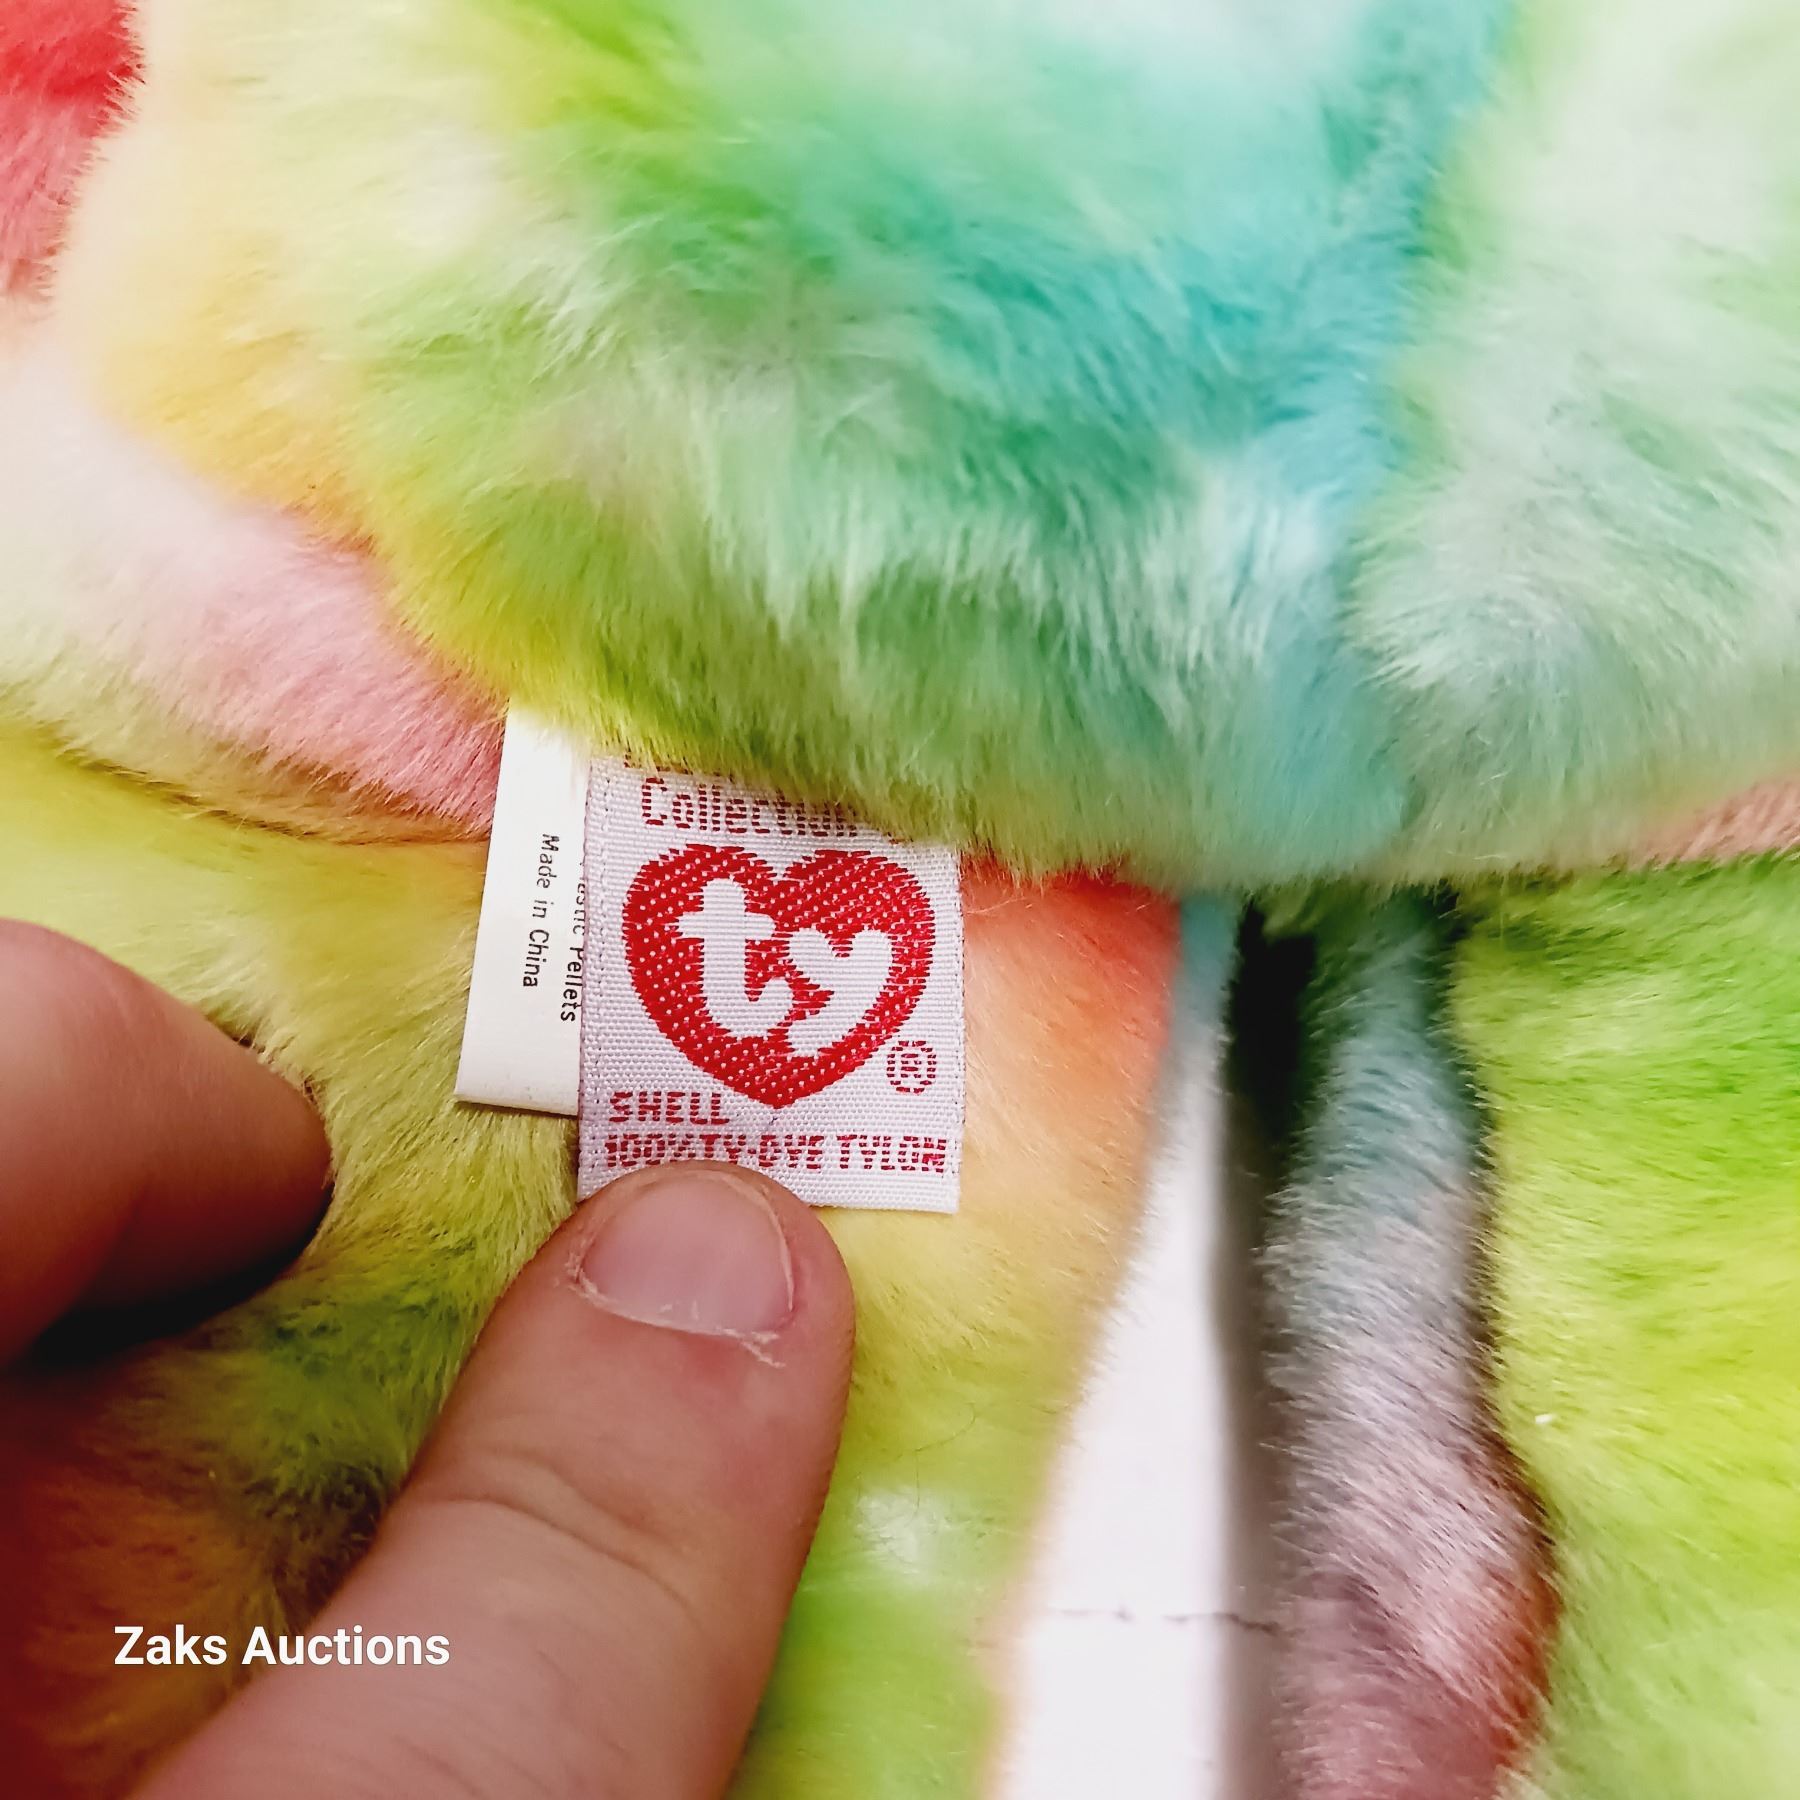 Collection
ty
®
SHELL
100% TY-DYE TYLON
Pellets
Made in China
Zaks Auctions